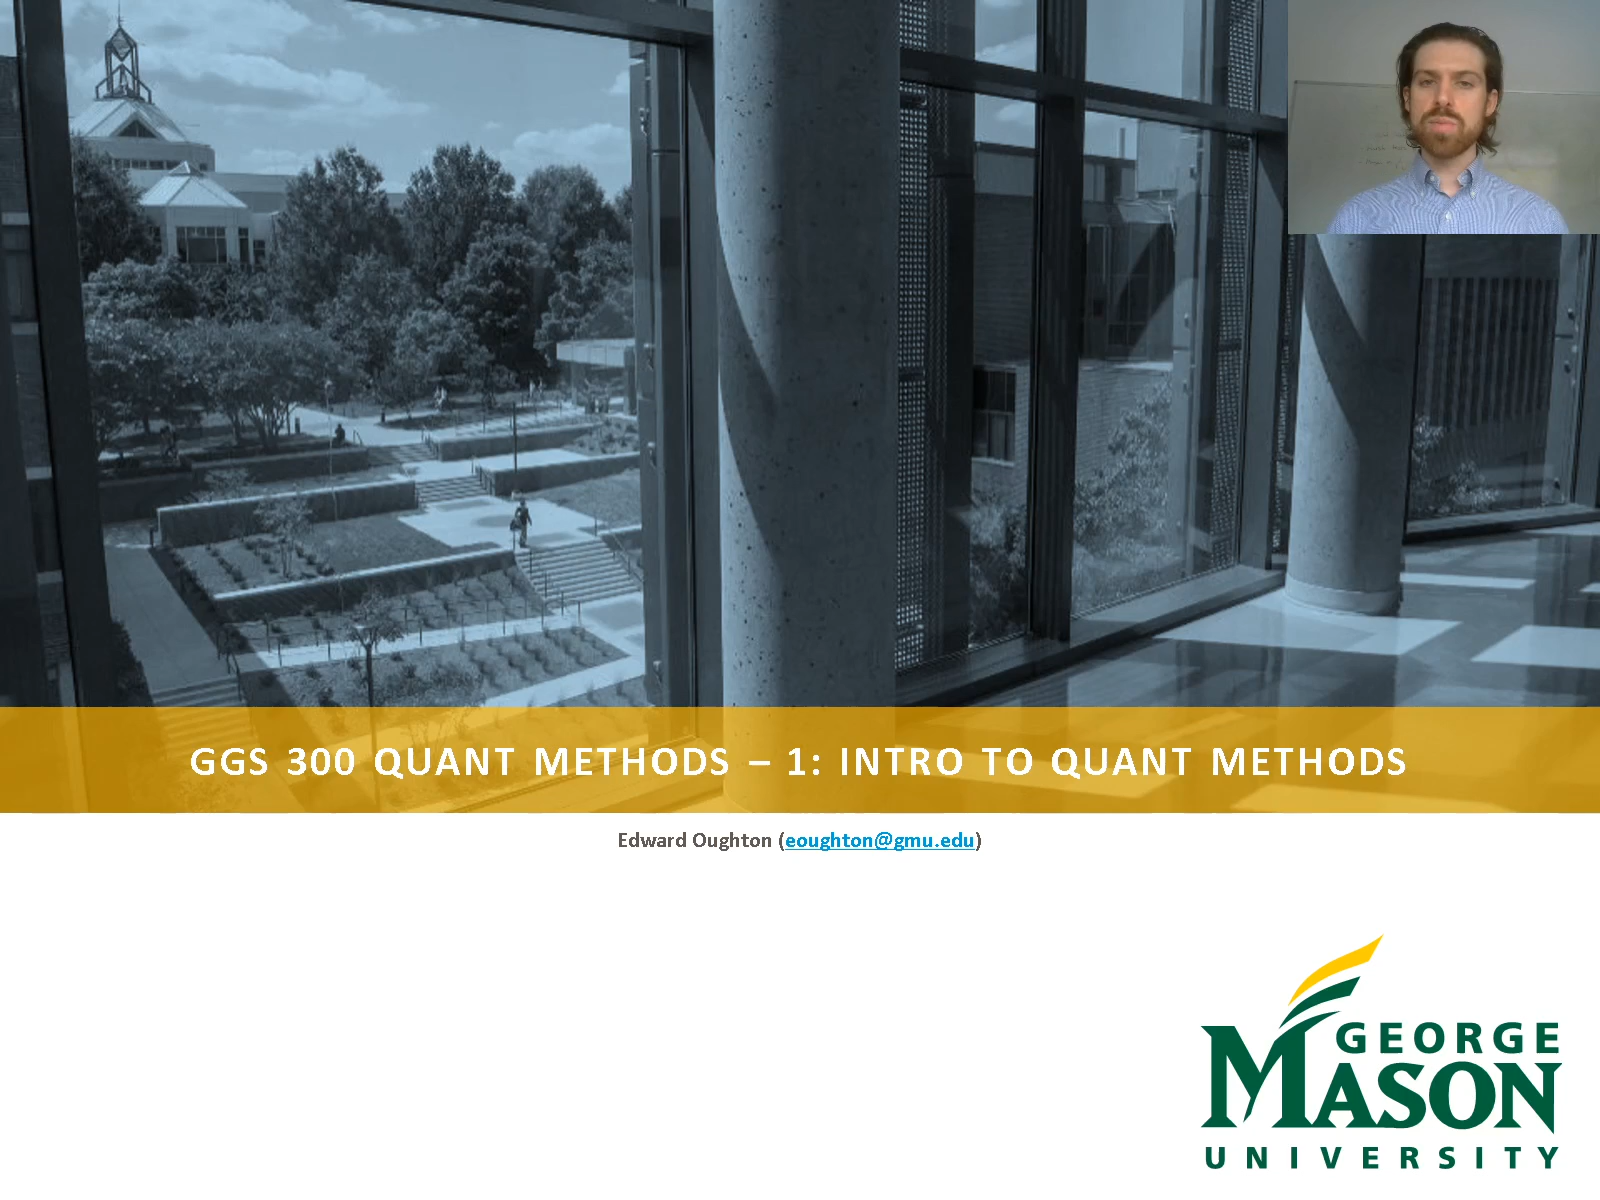 GGS 300 QUANT METHODS – 1: INTRO TO QUANT METHODS
Edward Oughton (eoughton@gmu.edu)
GEORGE
MASON
UNIVERSITY